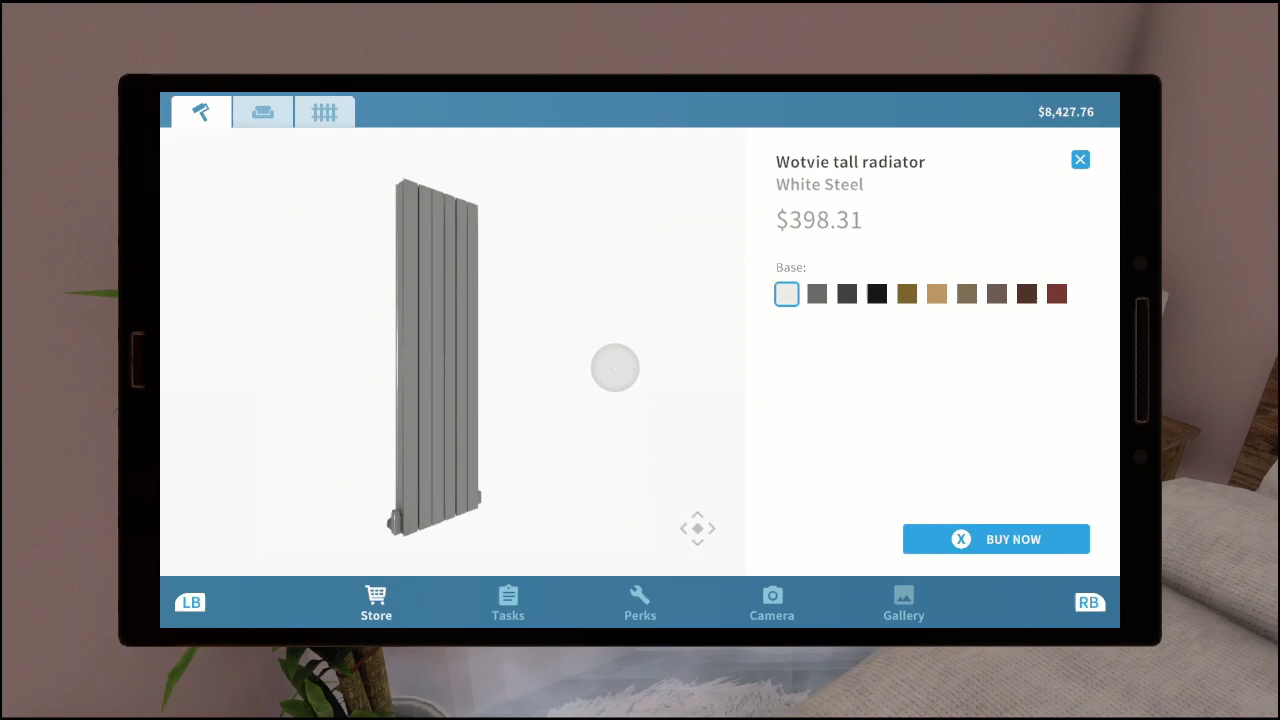 $8,427.76
Wotvie tall radiator
White Steel
$398.31
Base:
X BUY NOW
LB
Store
Tasks
Perks
Camera
Gallery
RB